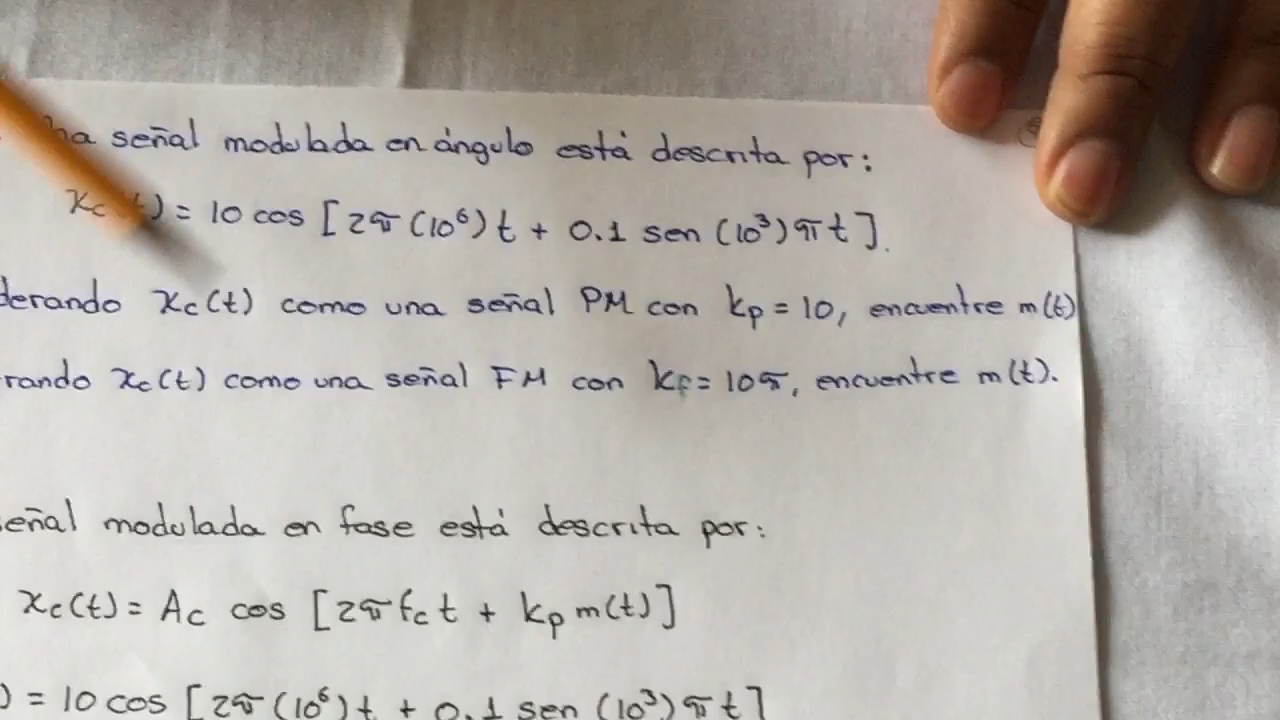 señal modulada en ángulo está descrita por:
xc(t) = 10 cos [2π(10⁶)t + 0.1 sen (10³)πt].
derando xc(t) como una señal PM con kp = 10, encuentre m(t)
rando xc(t) como una señal FM con kf = 10π, encuentre m(t).
señal modulada en fase está descrita por:
xc(t) = Ac cos [2πfct + kp m(t)]
) = 10 cos [2π(10⁶)t + 0.1 sen (10³)πt]